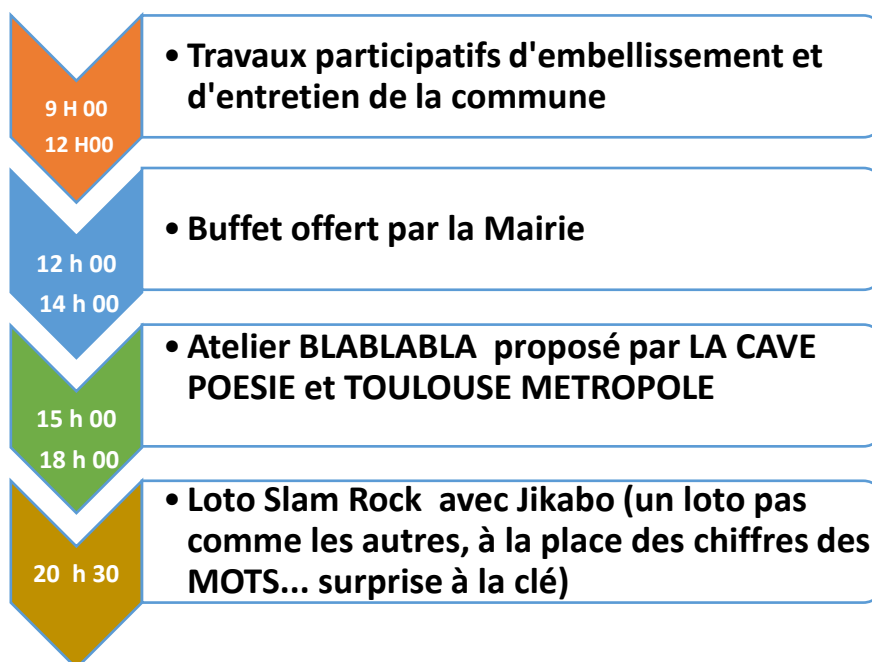 9 H 00
12 H00
• Travaux participatifs d'embellissement et
d'entretien de la commune
12 h 00
14 h 00
• Buffet offert par la Mairie
15 h 00
18 h 00
• Atelier BLABLABLA  proposé par LA CAVE
POESIE et TOULOUSE METROPOLE
20  h 30
• Loto Slam Rock  avec Jikabo (un loto pas
comme les autres, à la place des chiffres des
MOTS... surprise à la clé)